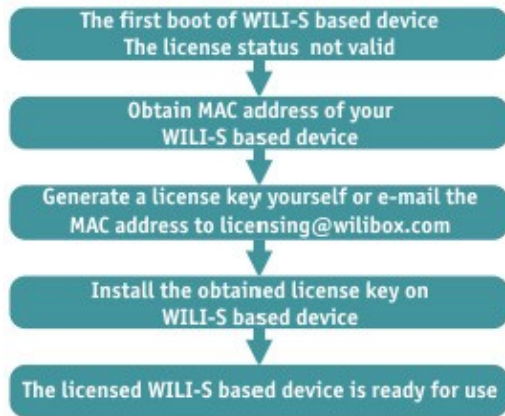 The first boot of WILI-S based device
The license status not valid
Obtain MAC address of your
WILI-S based device
Generate a license key yourself or e-mail the
MAC address to licensing@wilibox.com
Install the obtained license key on
WILI-S based device
The licensed WILI-S based device is ready for use